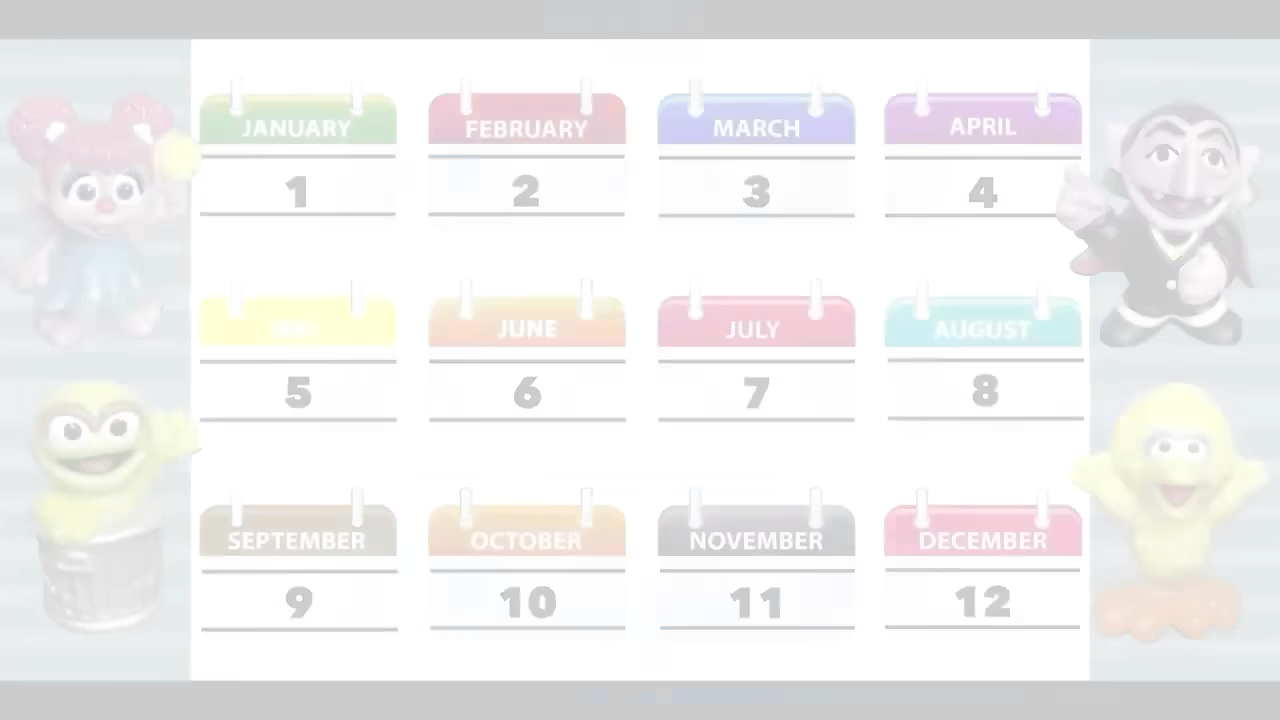 JANUARY FEBRUARY MARCH APRIL
1 2 3 4
JUNE JULY AUGUST
5 6 7 8
SEPTEMBER OCTOBER NOVEMBER DECEMBER
9 10 11 12